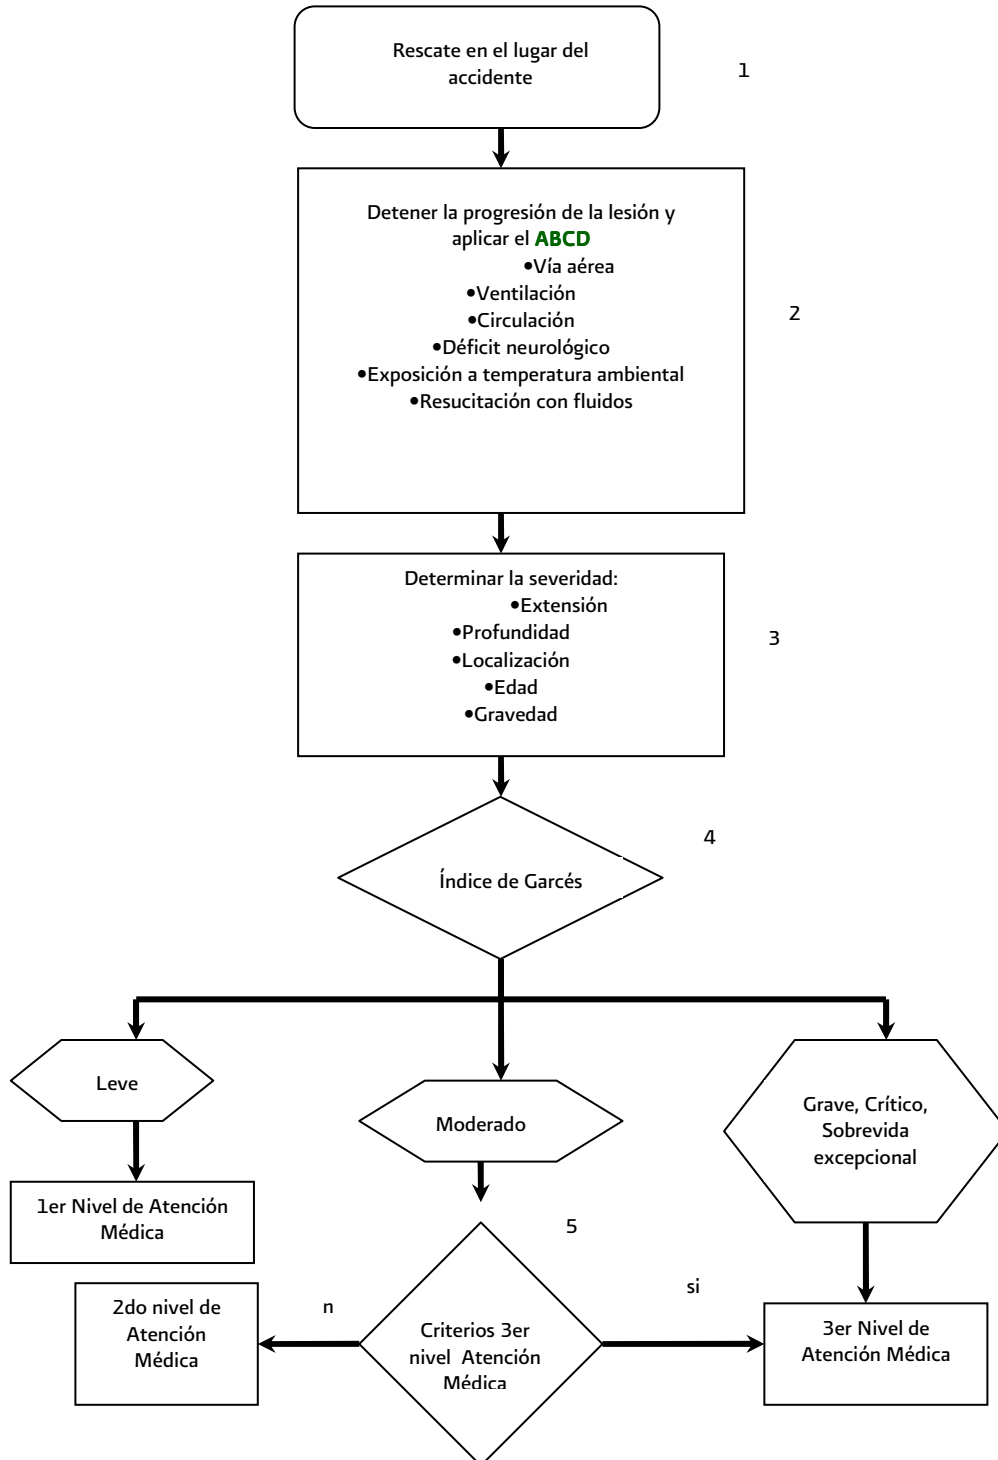 Rescate en el lugar del
accidente
1
Detener la progresión de la lesión y
aplicar el ABCD
•Vía aérea
•Ventilación
•Circulación
•Déficit neurológico
•Exposición a temperatura ambiental
•Resucitación con fluidos
2
Determinar la severidad:
•Extensión
•Profundidad
•Localización
•Edad
•Gravedad
3
4
Índice de Garcés
Leve
Moderado
Grave, Crítico,
Sobrevida
excepcional
1er Nivel de Atención
Médica
5
2do nivel de
Atención
Médica
n
Criterios 3er
nivel Atención
Médica
si
3er Nivel de
Atención Médica